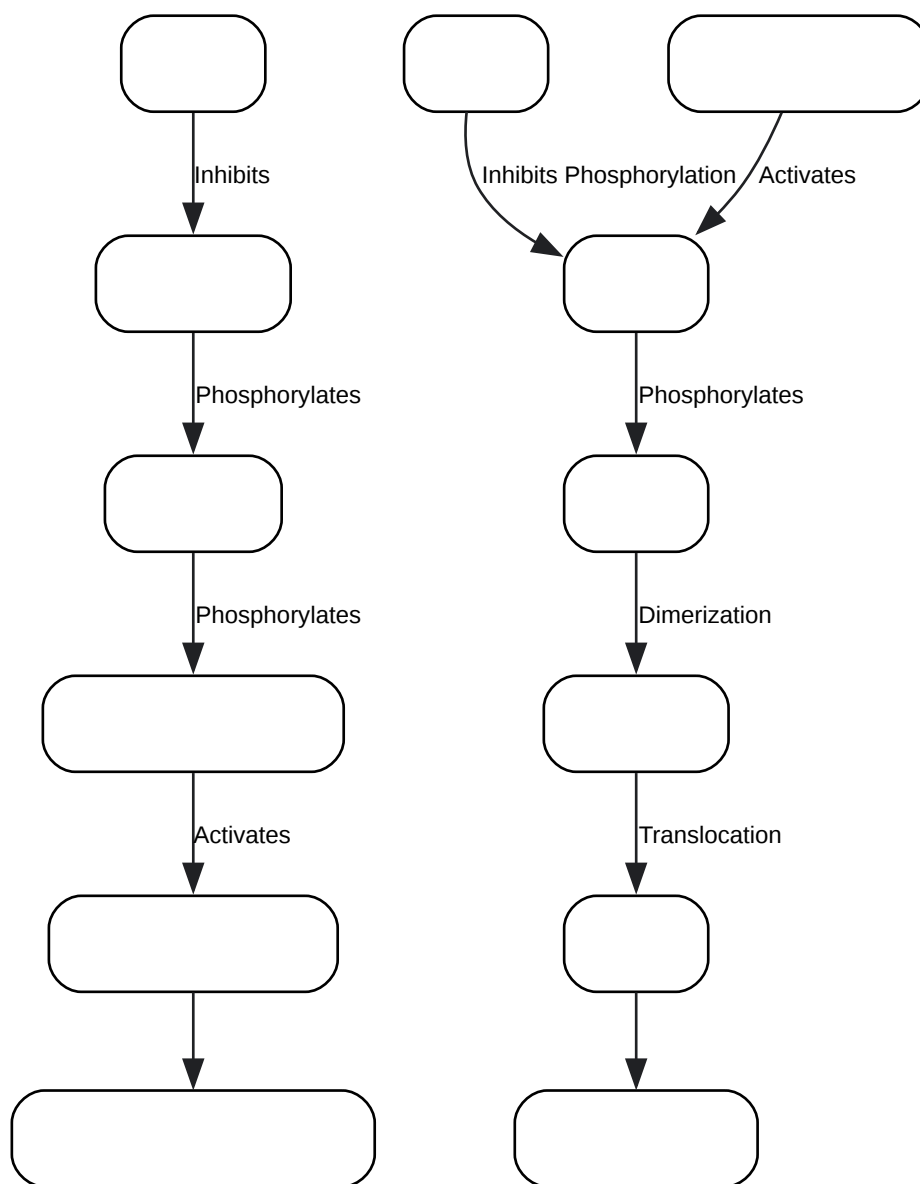 Inhibits
Inhibits Phosphorylation
Activates
Phosphorylates
Phosphorylates
Phosphorylates
Dimerization
Activates
Translocation